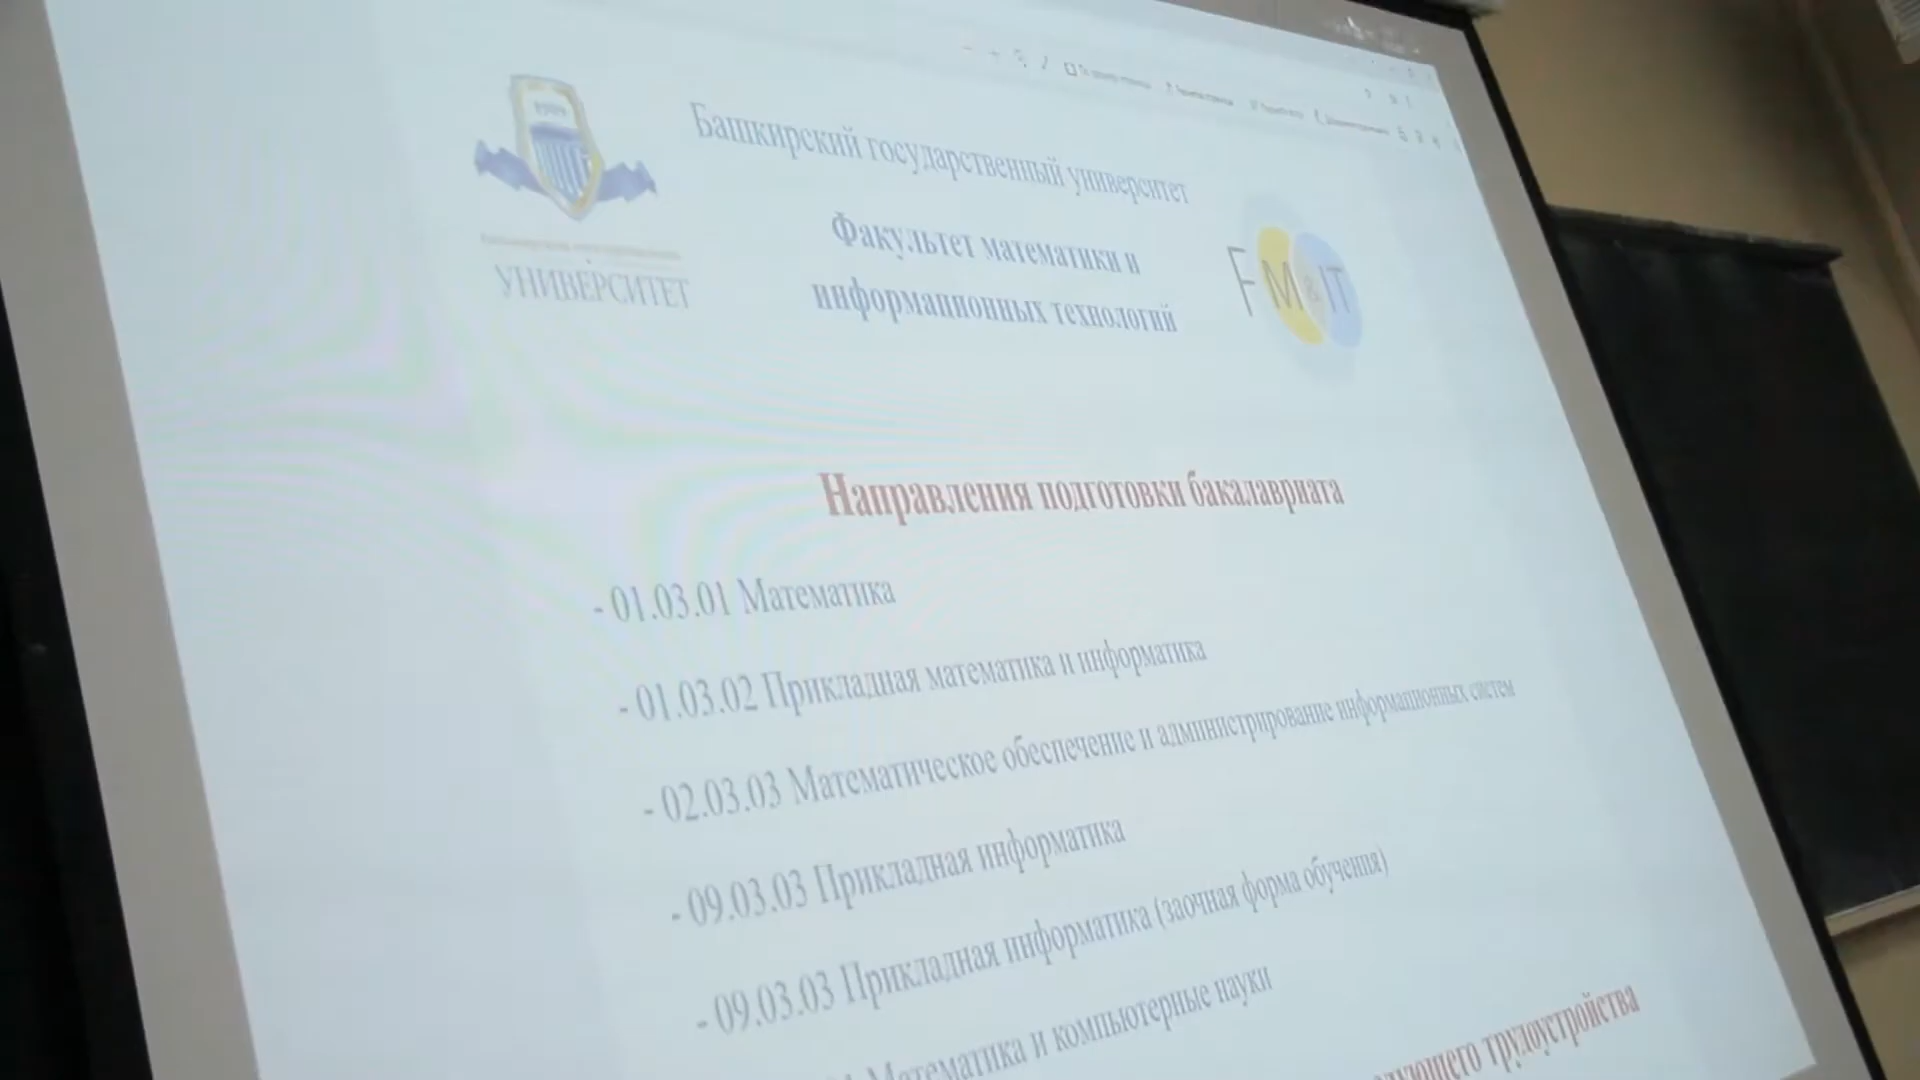 Башкирский государственный университет
Факультет математики и
информационных технологий
1909
УНИВЕРСИТЕТ
FM&IT
Направления подготовки бакалавриата
- 01.03.01 Математика
- 01.03.02 Прикладная математика и информатика
- 02.03.03 Математическое обеспечение и администрирование информационных систем
- 09.03.03 Прикладная информатика
- 09.03.03 Прикладная информатика (заочная форма обучения)
Математика и компьютерные науки
трудоустройства